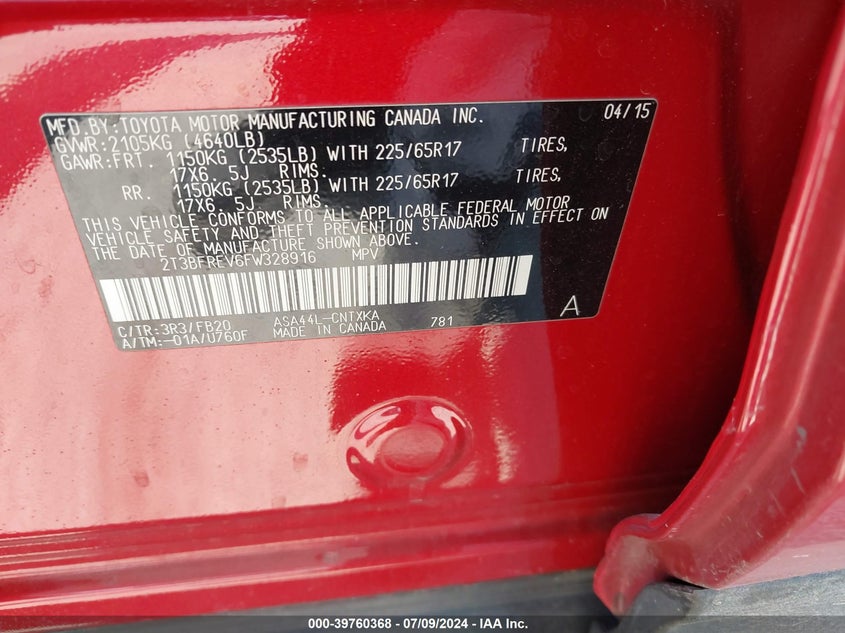 MFD.BY:TOYOTA MOTOR MANUFACTURING CANADA INC. 04/15
GVWR:2105KG (4640LB)
GAWR:FRT. 1150KG (2535LB) WITH 225/65R17 TIRES,
17X6. 5J RIMS.
RR. 1150KG (2535LB) WITH 225/65R17 TIRES,
17X6. 5J RIMS.
THIS VEHICLE CONFORMS TO ALL APPLICABLE FEDERAL MOTOR
VEHICLE SAFETY AND THEFT PREVENTION STANDARDS IN EFFECT ON
THE DATE OF MANUFACTURE SHOWN ABOVE.
2T3BFREV6FW328916 MPV
C/TR:3R3/FB20 ASA44L-CNTXKA A
A/TM:-01A/U760F MADE IN CANADA 781
000-39760368 - 07/09/2024 - IAA Inc.